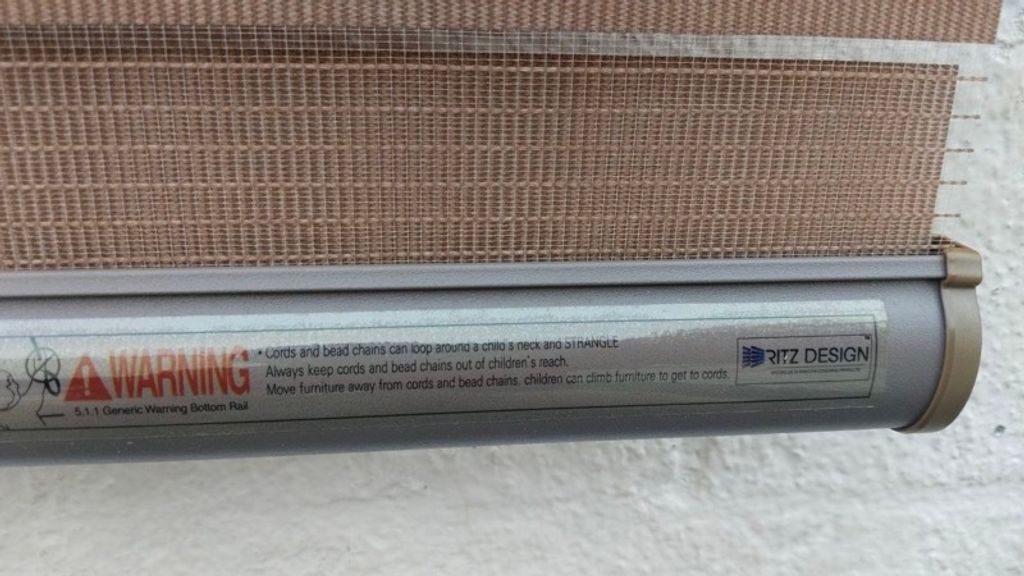 WARNING
5.1.1 Generic Warning Bottom Rail
• Cords and bead chains can loop around a child's neck and STRANGLE
Always keep cords and bead chains out of children's reach.
Move furniture away from cords and bead chains, children can climb furniture to get to cords.
RITZ DESIGN